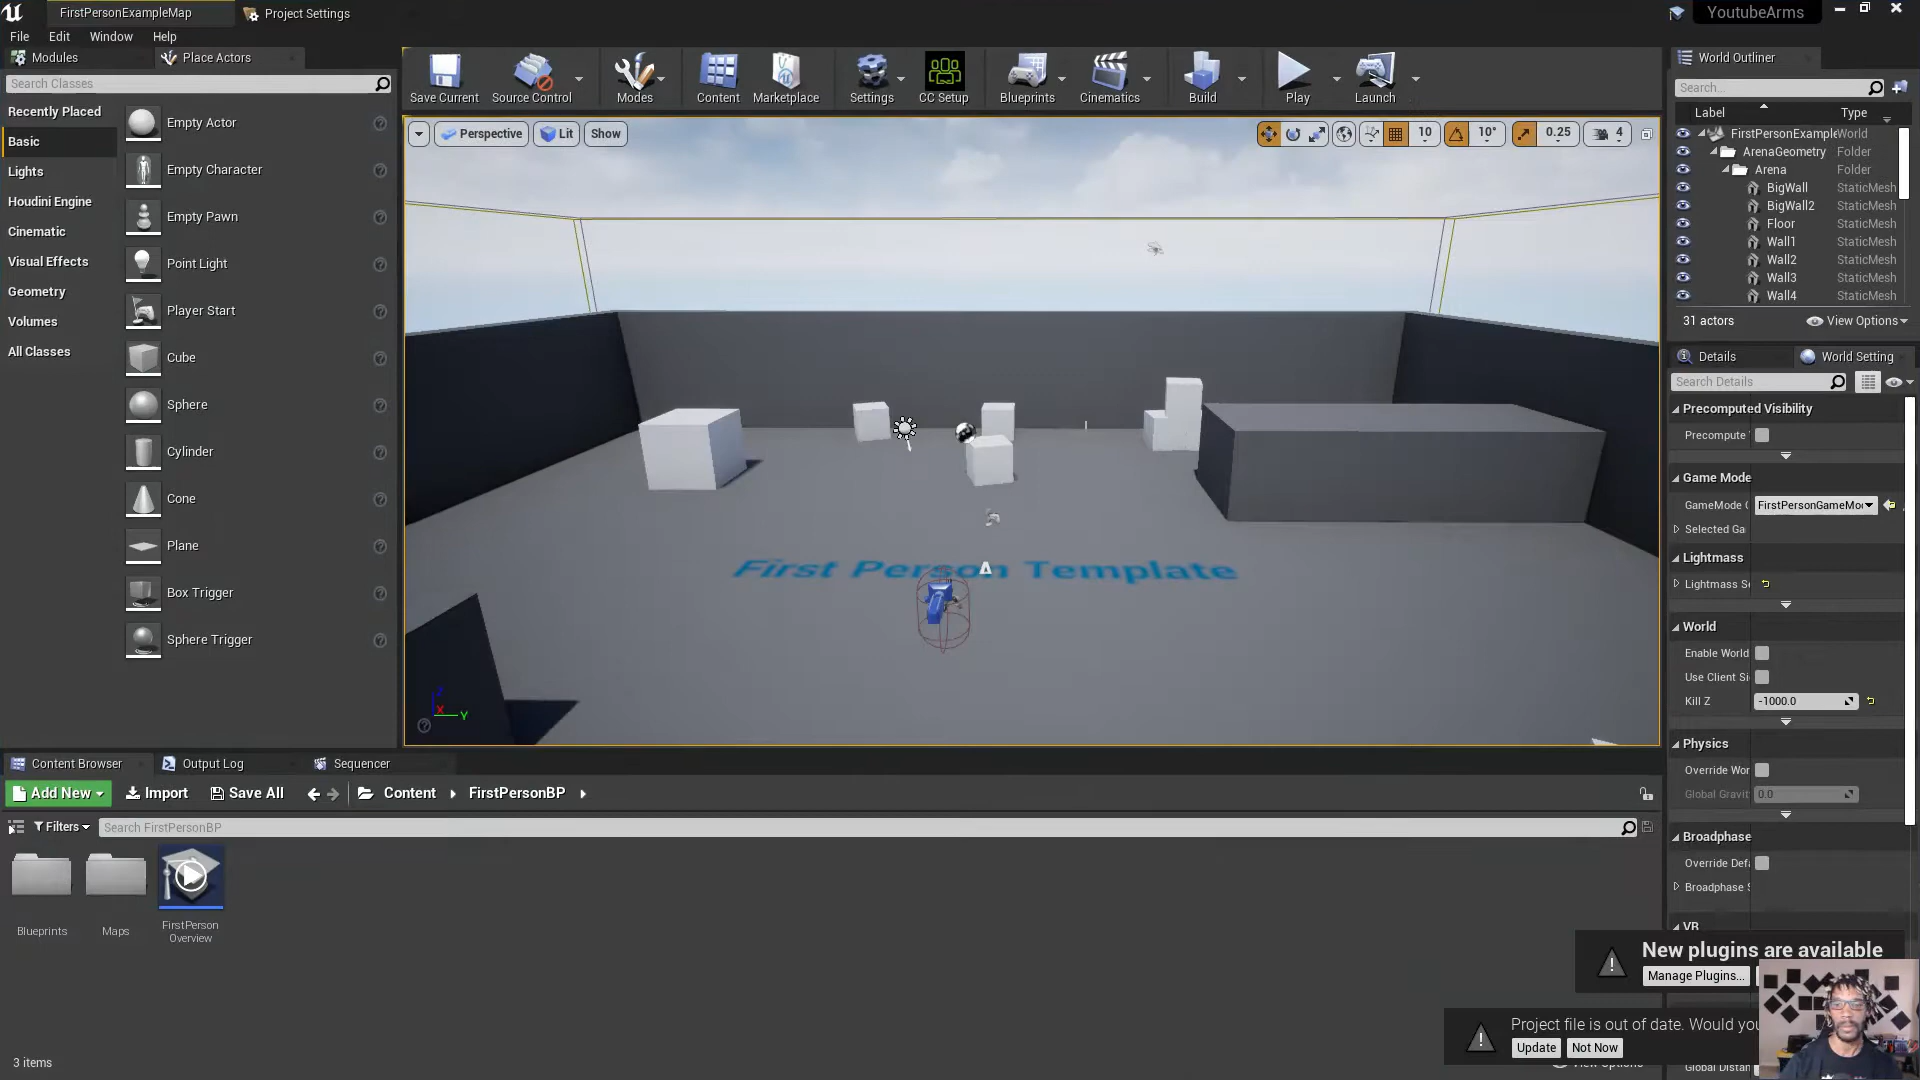 FirstPersonExampleMap
Project Settings
YoutubeArms
File Edit Window Help
Modules
Place Actors
Search Classes
Recently Placed
Basic
Lights
Houdini Engine
Cinematic
Visual Effects
Geometry
Volumes
All Classes
Empty Actor
Empty Character
Empty Pawn
Point Light
Player Start
Cube
Sphere
Cylinder
Cone
Plane
Box Trigger
Sphere Trigger
Save Current
Source Control
Modes
Content
Marketplace
Settings
CC Setup
Blueprints
Cinematics
Build
Play
Launch
Perspective
Lit
Show
10
10°
0.25
4
First Person Template
X
Y
World Outliner
Search...
Label Type
FirstPersonExample World
ArenaGeometry Folder
Arena Folder
BigWall StaticMesh
BigWall2 StaticMesh
Floor StaticMesh
Wall1 StaticMesh
Wall2 StaticMesh
Wall3 StaticMesh
Wall4 StaticMesh
31 actors
View Options
Details
World Setting
Search Details
Precomputed Visibility
Precompute
Game Mode
GameMode
FirstPersonGameMo
Selected Ga
Lightmass
Lightmass Se
World
Enable World
Use Client Si
Kill Z
-1000.0
Physics
Override Wor
Global Gravit
0.0
Broadphase
Override Defa
Broadphase S
VR
Content Browser
Output Log
Sequencer
Add New
Import
Save All
Content
FirstPersonBP
Filters
Search FirstPersonBP
Blueprints
Maps
FirstPerson
Overview
3 items
New plugins are available
Manage Plugins...
Project file is out of date. Would you
Update
Not Now
View Options
Global Distan